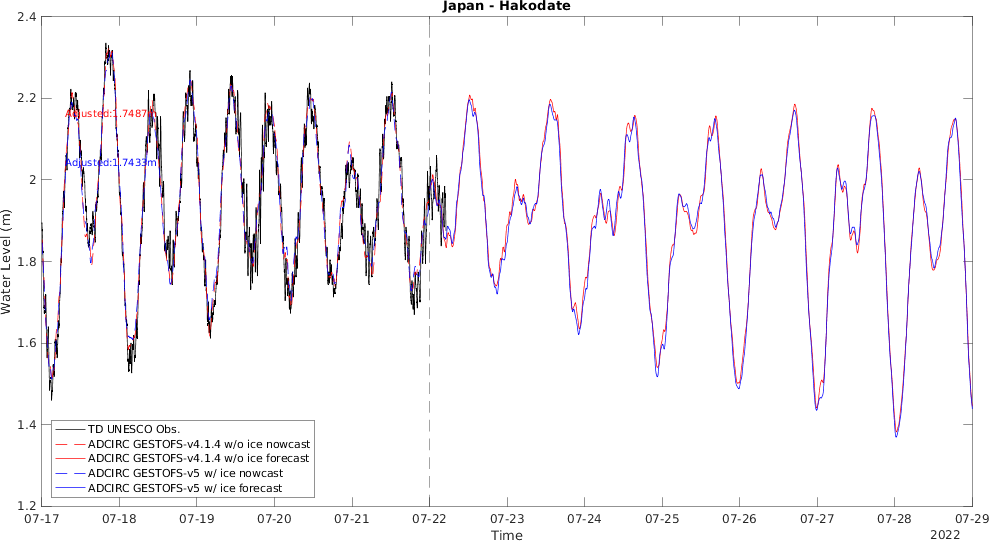 Japan - Hakodate
2.4
2.2
2
1.8
1.6
1.4
1.2
Water Level (m)
Adjusted:1.7487m
Adjusted:1.7433m
TD UNESCO Obs.
ADCIRC GESTOFS-v4.1.4 w/o ice nowcast
ADCIRC GESTOFS-v4.1.4 w/o ice forecast
ADCIRC GESTOFS-v5 w/ ice nowcast
ADCIRC GESTOFS-v5 w/ ice forecast
07-17 07-18 07-19 07-20 07-21 07-22 07-23 07-24 07-25 07-26 07-27 07-28 07-29
Time
2022